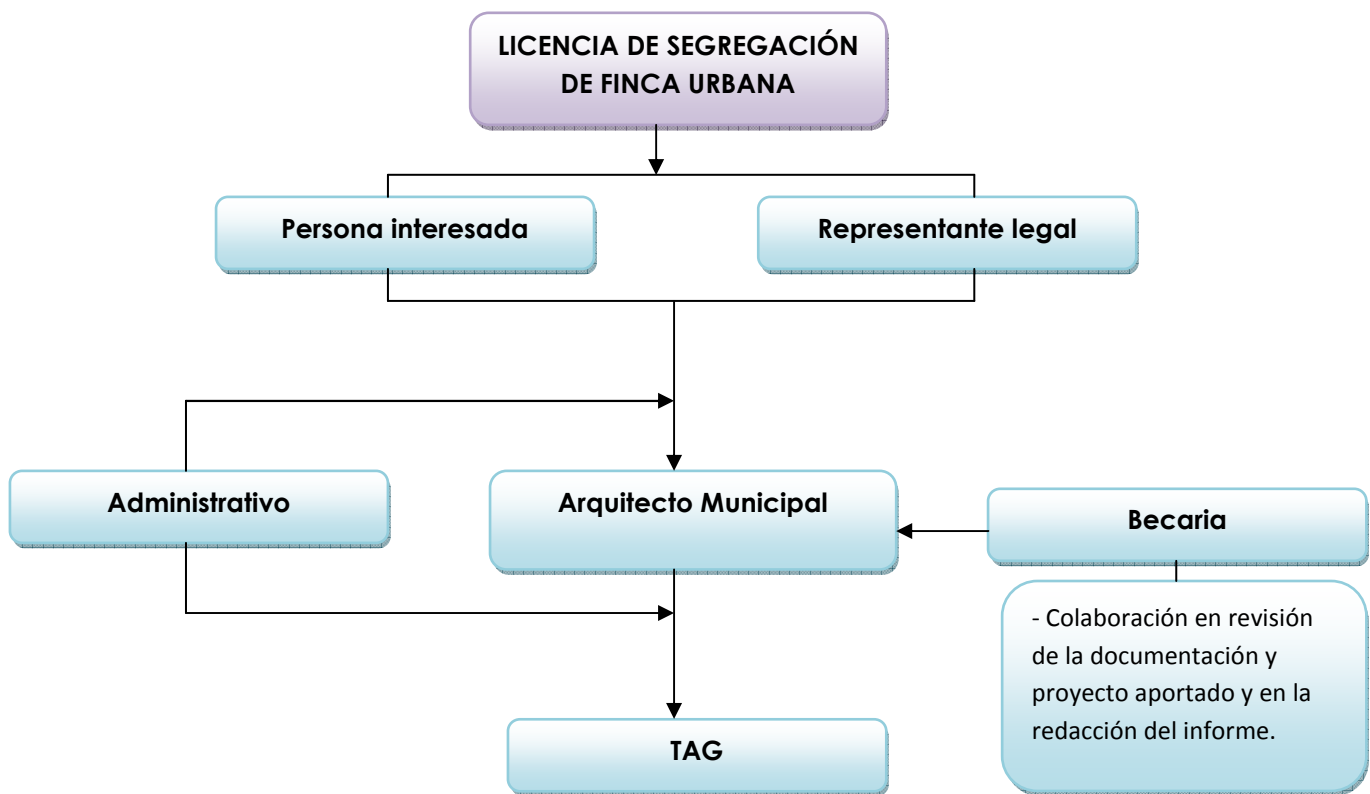 LICENCIA DE SEGREGACIÓN
DE FINCA URBANA
Persona interesada
Representante legal
Administrativo
Arquitecto Municipal
Becaria
- Colaboración en revisión
de la documentación y
proyecto aportado y en la
redacción del informe.
TAG